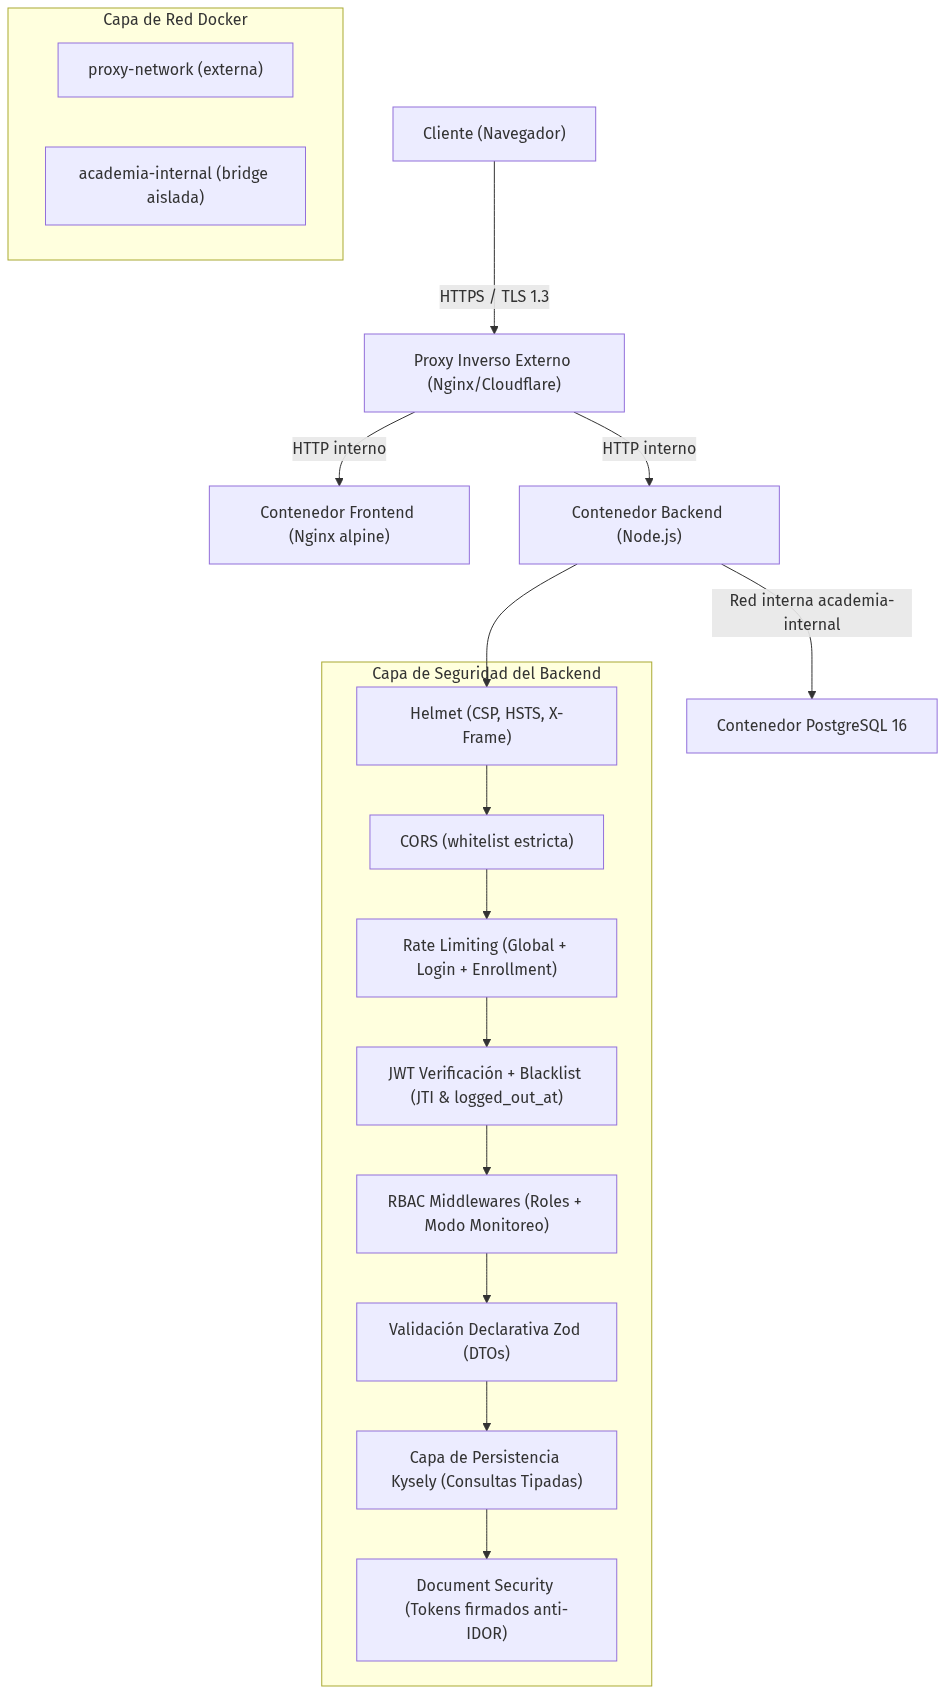 Capa de Red Docker
proxy-network (externa)
academia-internal (bridge
aislada)
Cliente (Navegador)
HTTPS / TLS 1.3
Proxy Inverso Externo
(Nginx/Cloudflare)
HTTP interno
HTTP interno
Contenedor Frontend
(Nginx alpine)
Contenedor Backend
(Node.js)
Red interna academia-
internal
Contenedor PostgreSQL 16
Capa de Seguridad del Backend
Helmet (CSP, HSTS, X-
Frame)
CORS (whitelist estricta)
Rate Limiting (Global +
Login + Enrollment)
JWT Verificación + Blacklist
(JTI & logged_out_at)
RBAC Middlewares (Roles +
Modo Monitoreo)
Validación Declarativa Zod
(DTOs)
Capa de Persistencia
Kysely (Consultas Tipadas)
Document Security
(Tokens firmados anti-
IDOR)